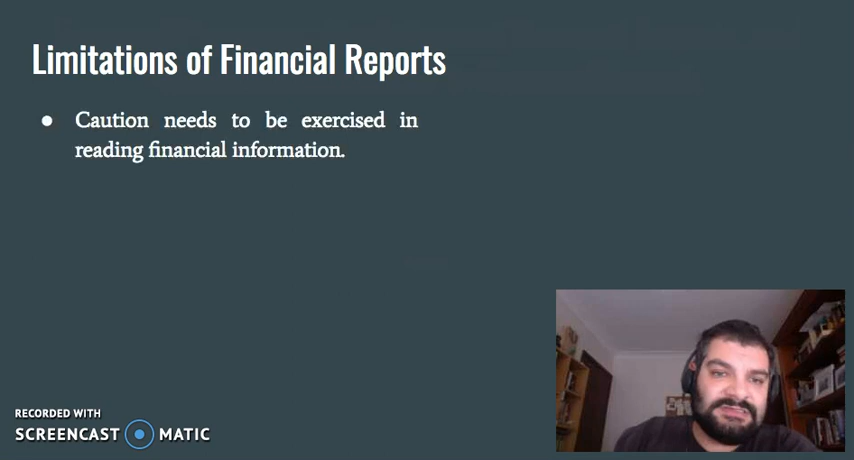 Limitations of Financial Reports
● Caution needs to be exercised in
reading financial information.
RECORDED WITH
SCREENCAST MATIC